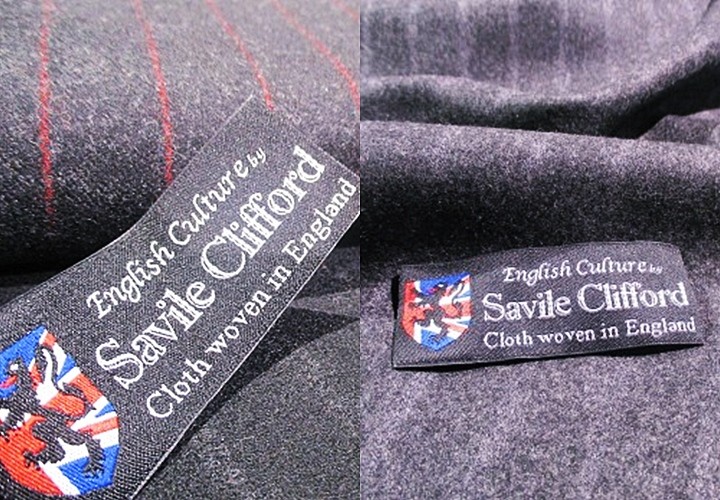 English Culture by
Savile Clifford
Cloth woven in England
English Culture by
Savile Clifford
Cloth woven in England